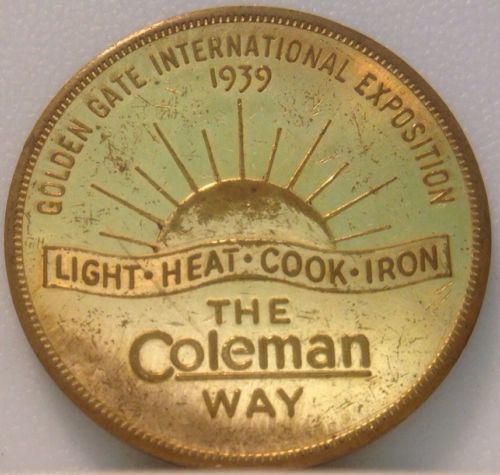 GOLDEN GATE INTERNATIONAL EXPOSITION
1939
LIGHT · HEAT · COOK · IRON
THE
Coleman
WAY